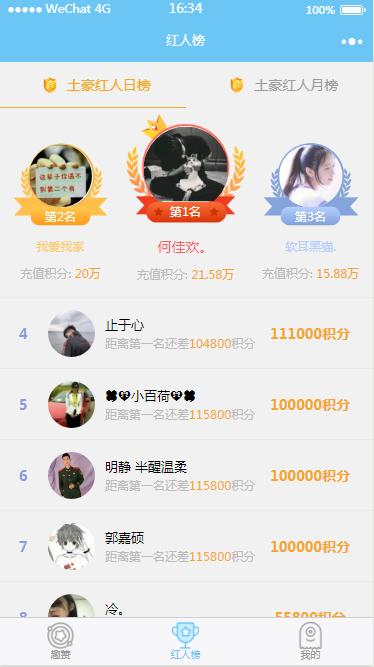 WeChat 4G 16:34 100%
红人榜
土豪红人日榜 土豪红人月榜
这辈子你遇不
到第二个我
第2名 第1名 第3名
我爱我家 何佳欢。 软耳黑猫.
充值积分: 20万 充值积分: 21.58万 充值积分: 15.88万
4 止于心 111000积分
距离第一名还差104800积分
5 🍀💝小百荷💝🍀 100000积分
距离第一名还差115800积分
6 明静 半醒温柔 100000积分
距离第一名还差115800积分
7 郭嘉硕 100000积分
距离第一名还差115800积分
8 冷。 55800积分
趣赞 红人榜 我的